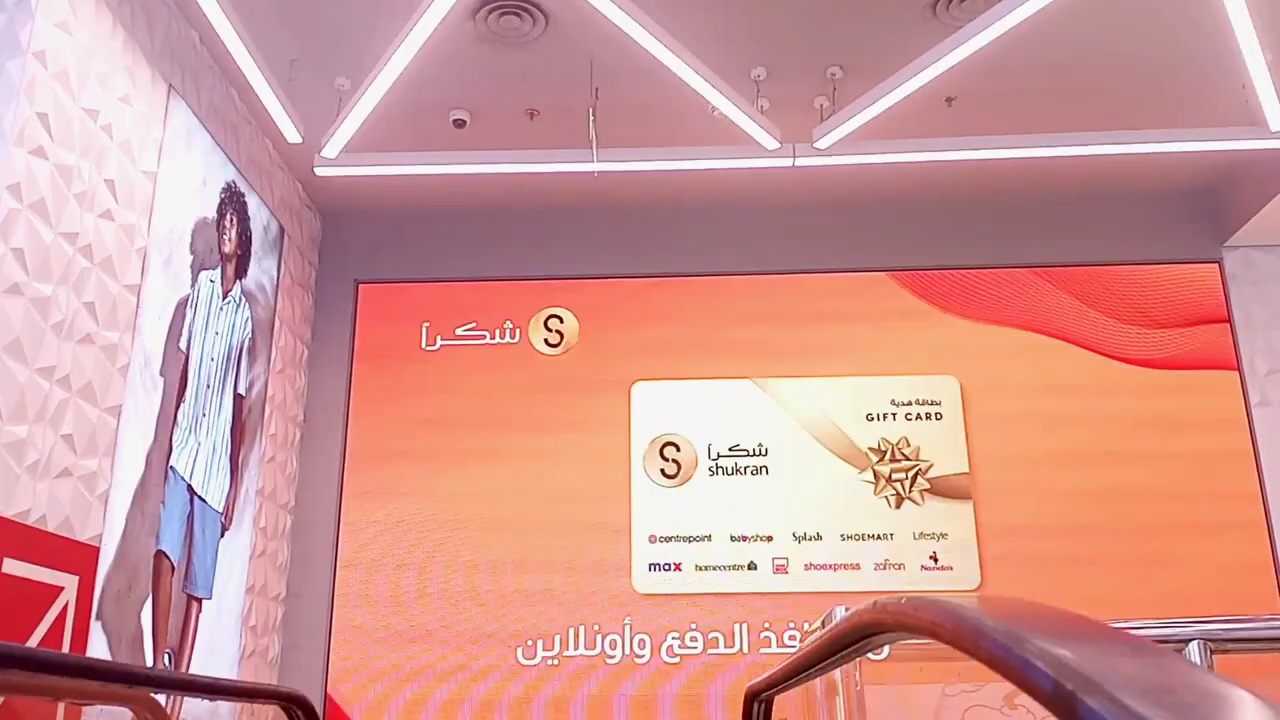 شكراً
بطاقة هدية
GIFT CARD
شكراً
shukran
centrepoint babyshop Splash SHOEMART Lifestyle
max homecentre shoexpress zafran Nando's
الدفع وأونلاين